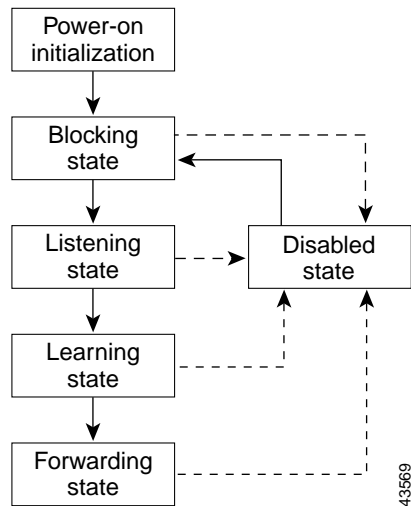 Power-on
initialization
Blocking
state
Listening
state
Disabled
state
Learning
state
Forwarding
state
43569